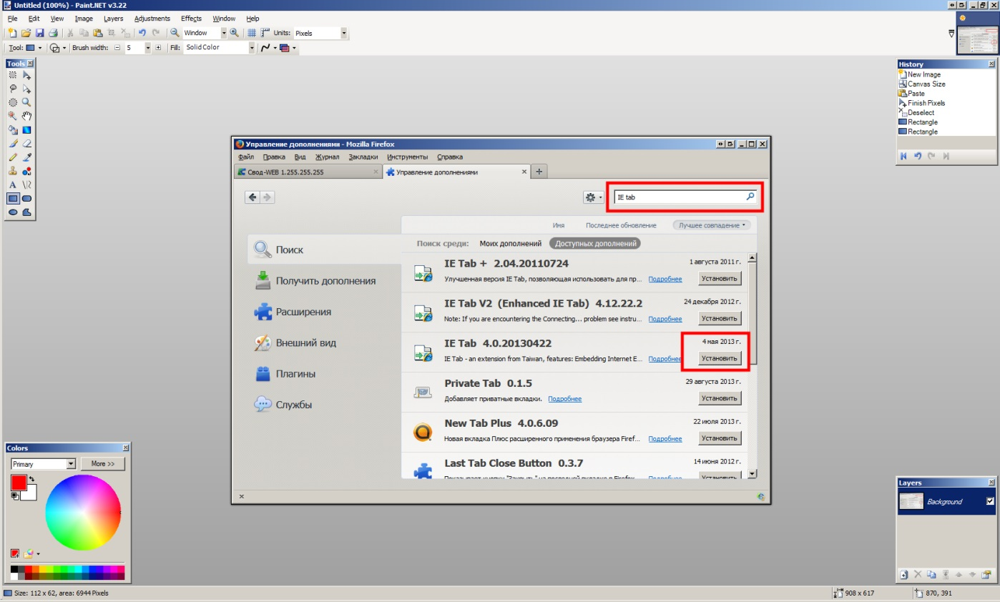 Untitled (100%) - Paint.NET v3.22
File Edit View Image Layers Adjustments Effects Window Help
Window Units: Pixels
Tool: Brush width: 5 Fill: Solid Color
Tools
History
New Image
Canvas Size
Paste
Finish Pixels
Deselect
Rectangle
Rectangle
Управление дополнениями - Mozilla Firefox
Файл Правка Вид Журнал Закладки Инструменты Справка
Свод-WEB 1.255.255.255 Управление дополнениями
IE tab
Имя Последнее обновление Лучшее совпадение
Поиск среди: Моих дополнений Доступных дополнений
Поиск
Получить дополнения
Расширения
Внешний вид
Плагины
Службы
IE Tab + 2.04.20110724 1 августа 2011 г.
Улучшенная версия IE Tab, позволяющая использовать для пр... Подробнее Установить
IE Tab V2 (Enhanced IE Tab) 4.12.22.2 24 декабря 2012 г.
Note: If you are encountering the Connecting... problem see instru... Подробнее Установить
IE Tab 4.0.20130422 4 мая 2013 г.
IE Tab - an extension from Taiwan, features: Embedding Internet E... Подробнее Установить
Private Tab 0.1.5 29 августа 2013 г.
Добавляет приватные вкладки. Подробнее Установить
New Tab Plus 4.0.6.09 22 июля 2013 г.
Новая вкладка Плюс расширенного применения браузера Firef... Подробнее Установить
Last Tab Close Button 0.3.7 14 июня 2012 г.
Показывает кнопку "Закрыть" на последней вкладке в Firefox. Подробнее Установить
Colors
Primary More >>
Layers
Background
Size: 112 x 62, area: 6944 Pixels 908 x 617 870, 391